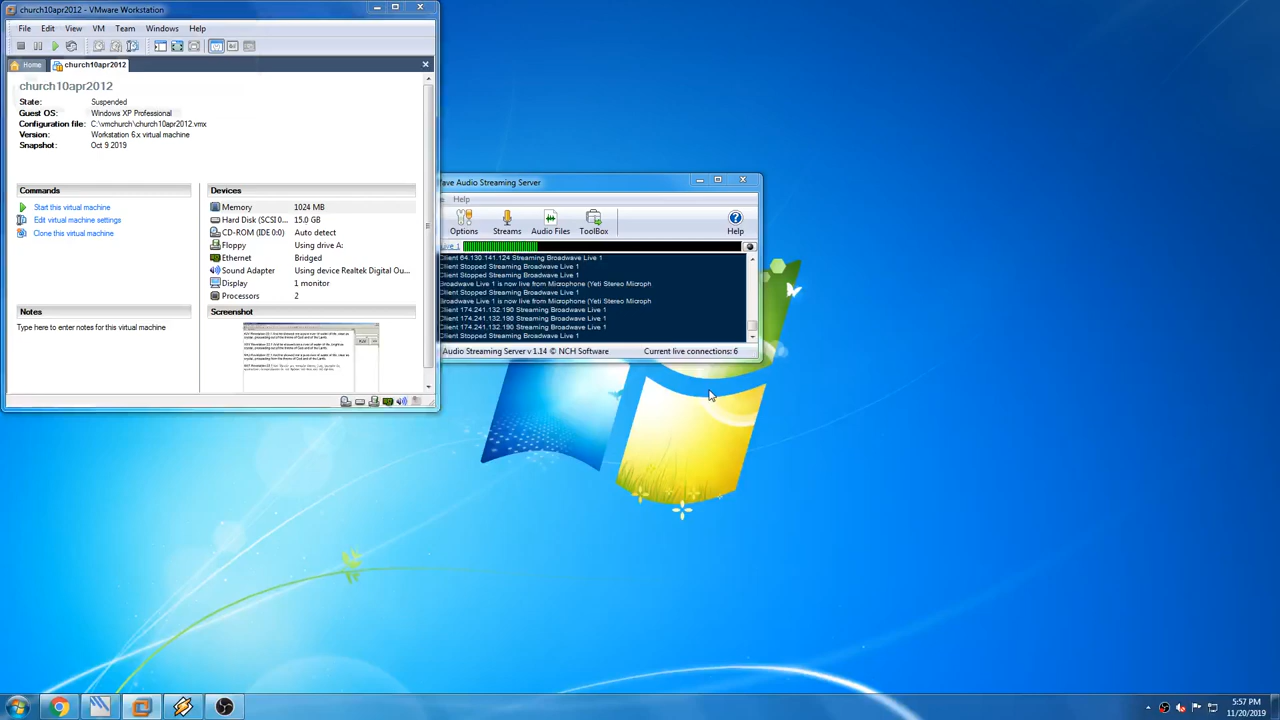 church10apr2012 - VMware Workstation
File Edit View VM Team Windows Help
Home church10apr2012
church10apr2012
State: Suspended
Guest OS: Windows XP Professional
Configuration file: C:\vmchurch\church10apr2012.vmx
Version: Workstation 6.x virtual machine
Snapshot: Oct 9 2019
Commands
Start this virtual machine
Edit virtual machine settings
Clone this virtual machine
Devices
Memory 1024 MB
Hard Disk (SCSI 0... 15.0 GB
CD-ROM (IDE 0:0) Auto detect
Floppy Using drive A:
Ethernet Bridged
Sound Adapter Using device Realtek Digital Ou...
Display 1 monitor
Processors 2
Notes
Type here to enter notes for this virtual machine
Screenshot
Wave Audio Streaming Server
Help
Options Streams Audio Files ToolBox Help
Live 1
Client 64.130.141.124 Streaming Broadwave Live 1
Client Stopped Streaming Broadwave Live 1
Client Stopped Streaming Broadwave Live 1
Broadwave Live 1 is now live from Microphone (Yeti Stereo Microph
Client Stopped Streaming Broadwave Live 1
Broadwave Live 1 is now live from Microphone (Yeti Stereo Microph
Client 174.241.132.190 Streaming Broadwave Live 1
Client 174.241.132.190 Streaming Broadwave Live 1
Client 174.241.132.190 Streaming Broadwave Live 1
Client Stopped Streaming Broadwave Live 1
Audio Streaming Server v 1.14 © NCH Software Current live connections: 6
5:57 PM
11/20/2019